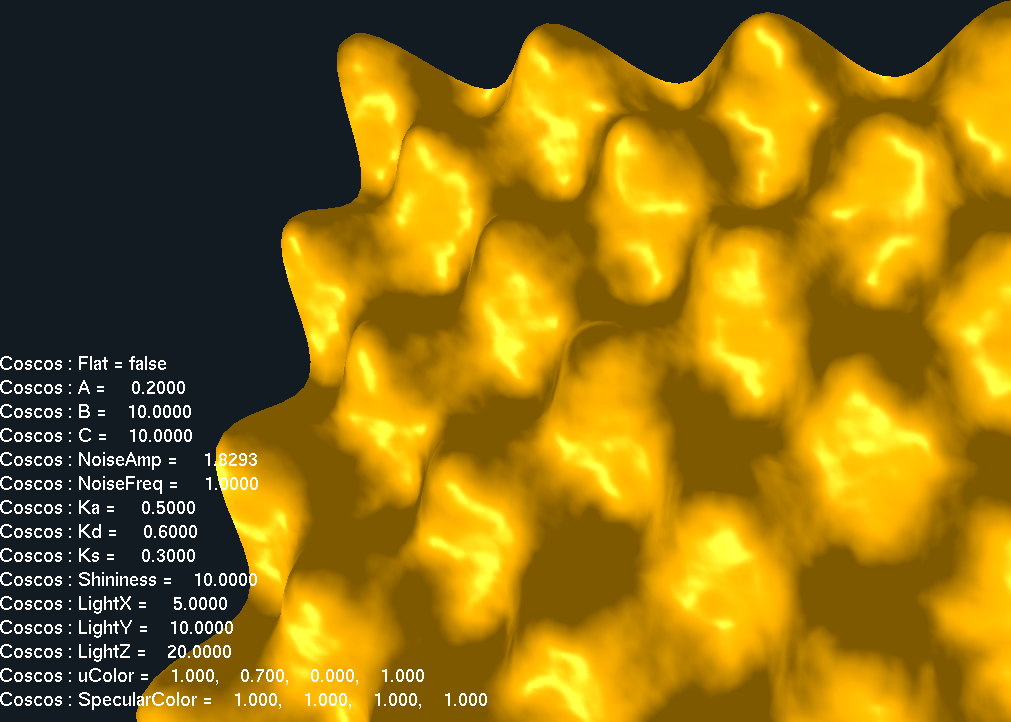 Coscos : Flat = false
Coscos : A = 0.2000
Coscos : B = 10.0000
Coscos : C = 10.0000
Coscos : NoiseAmp = 1.8293
Coscos : NoiseFreq = 1.0000
Coscos : Ka = 0.5000
Coscos : Kd = 0.6000
Coscos : Ks = 0.3000
Coscos : Shininess = 10.0000
Coscos : LightX = 5.0000
Coscos : LightY = 10.0000
Coscos : LightZ = 20.0000
Coscos : uColor = 1.000, 0.700, 0.000, 1.000
Coscos : SpecularColor = 1.000, 1.000, 1.000, 1.000